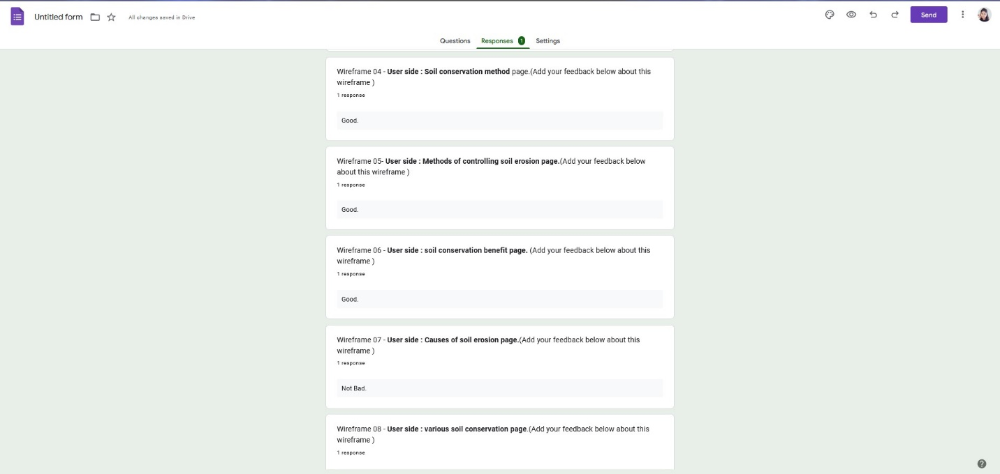 Untitled form
All changes saved in Drive
Send
Questions
Responses 1
Settings
Wireframe 04 - User side : Soil conservation method page.(Add your feedback below about this
wireframe )
1 response
Good.
Wireframe 05- User side : Methods of controlling soil erosion page.(Add your feedback below
about this wireframe )
1 response
Good.
Wireframe 06 - User side : soil conservation benefit page. (Add your feedback below about this
wireframe )
1 response
Good.
Wireframe 07 - User side : Causes of soil erosion page.(Add your feedback below about this
wireframe )
1 response
Not Bad.
Wireframe 08 - User side : various soil conservation page.(Add your feedback below about this
wireframe )
1 response